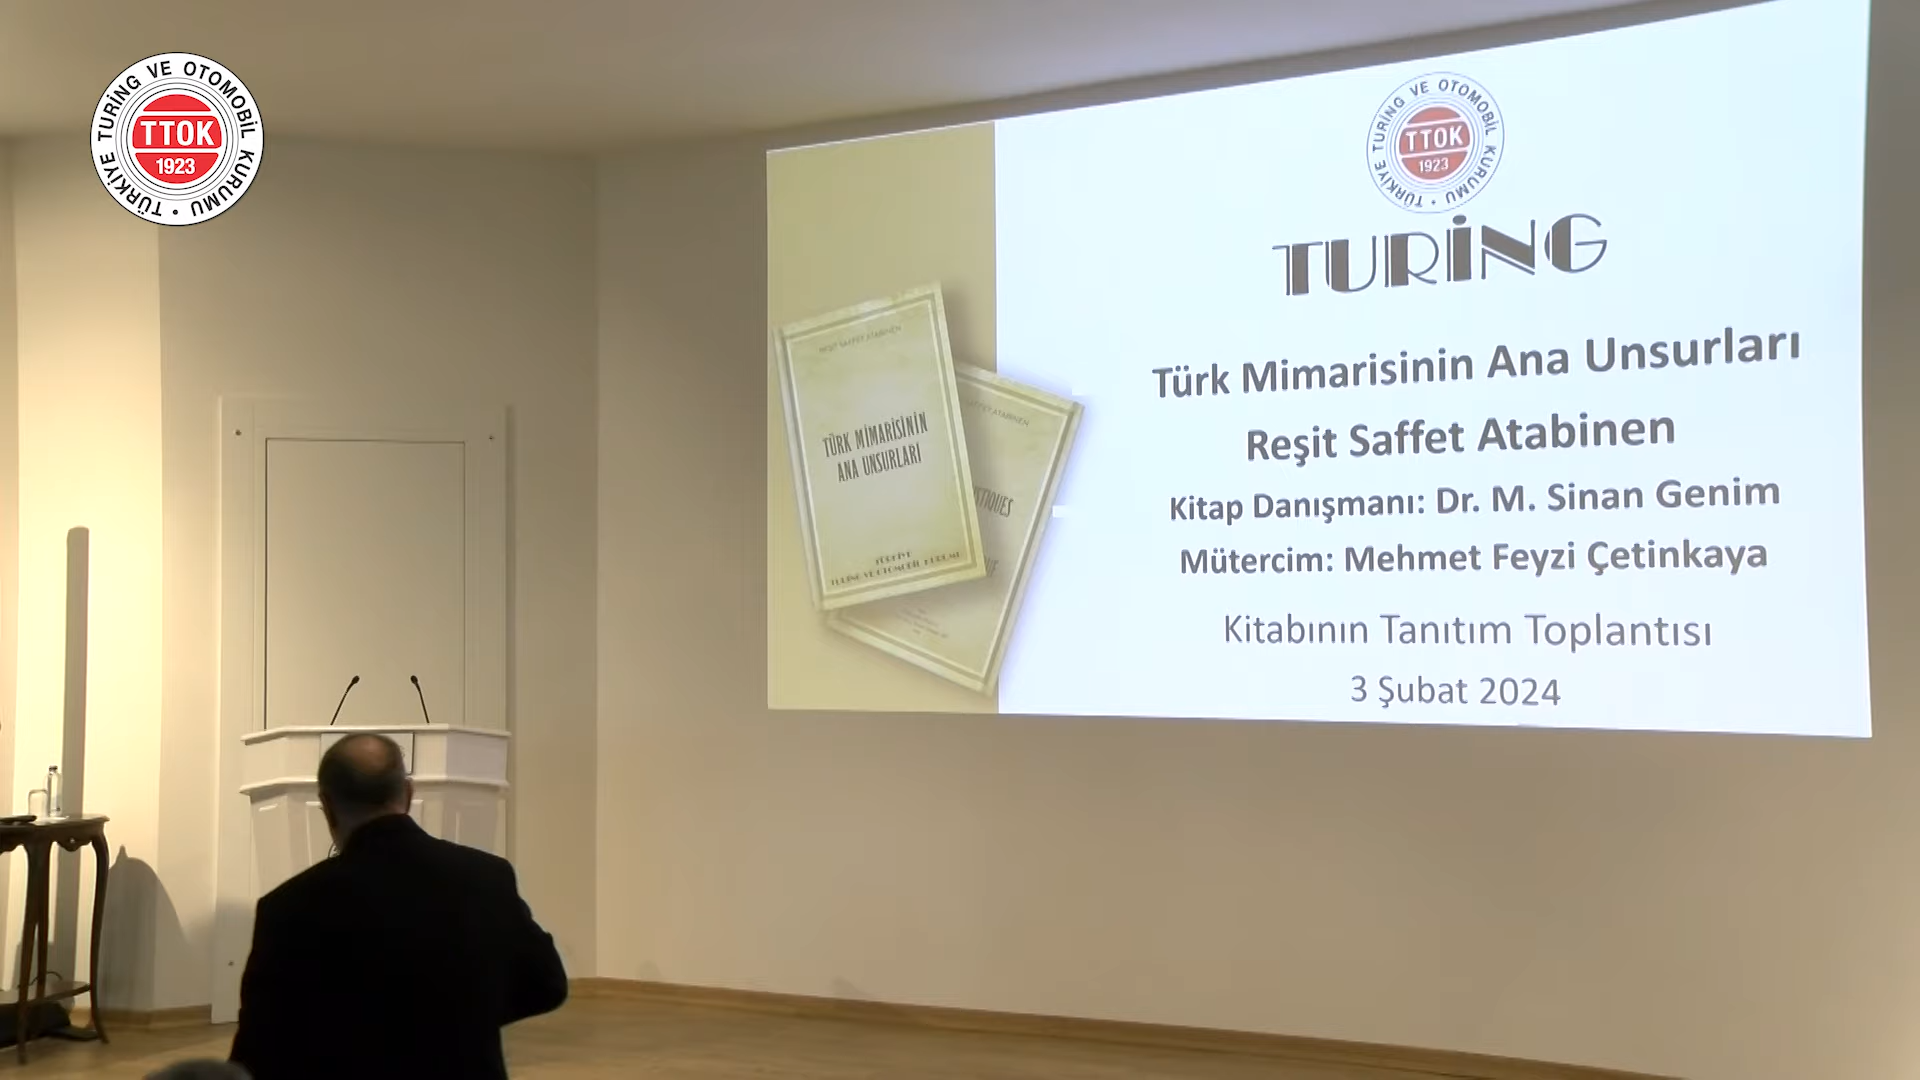 TÜRKİYE TURİNG VE OTOMOBİL KURUMU •
TTOK
1923
TÜRKİYE TURİNG VE OTOMOBİL KURUMU •
TTOK
1923
TURİNG
Türk Mimarisinin Ana Unsurları
Reşit Saffet Atabinen
Kitap Danışmanı: Dr. M. Sinan Genim
Mütercim: Mehmet Feyzi Çetinkaya
Kitabının Tanıtım Toplantısı
3 Şubat 2024
REŞİT SAFFET ATABİNEN
TÜRK MİMARİSİNİN
ANA UNSURLARI
TÜRKİYE
TURİNG VE OTOMOBİL KURUMU
SAFFET ATABINEN